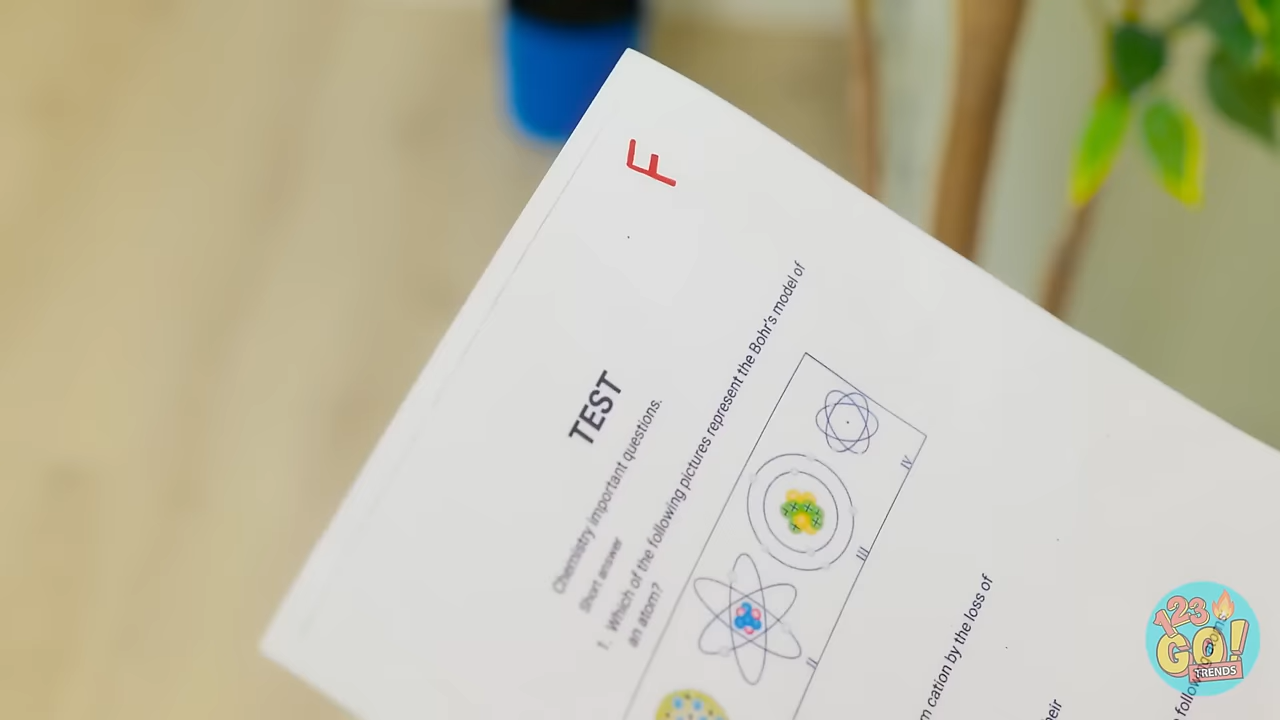 F
TEST
Chemistry important questions.
Short answer
1. Which of the following pictures represent the Bohr's model of
an atom?
II
III
IV
cation by the loss of
123
GO!
TRENDS